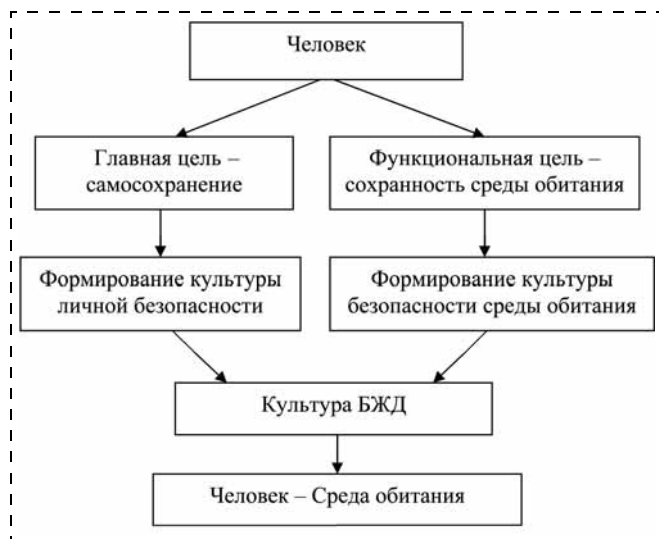 Человек
Главная цель –
самосохранение
Функциональная цель –
сохранность среды обитания
Формирование культуры
личной безопасности
Формирование культуры
безопасности среды обитания
Культура БЖД
Человек – Среда обитания